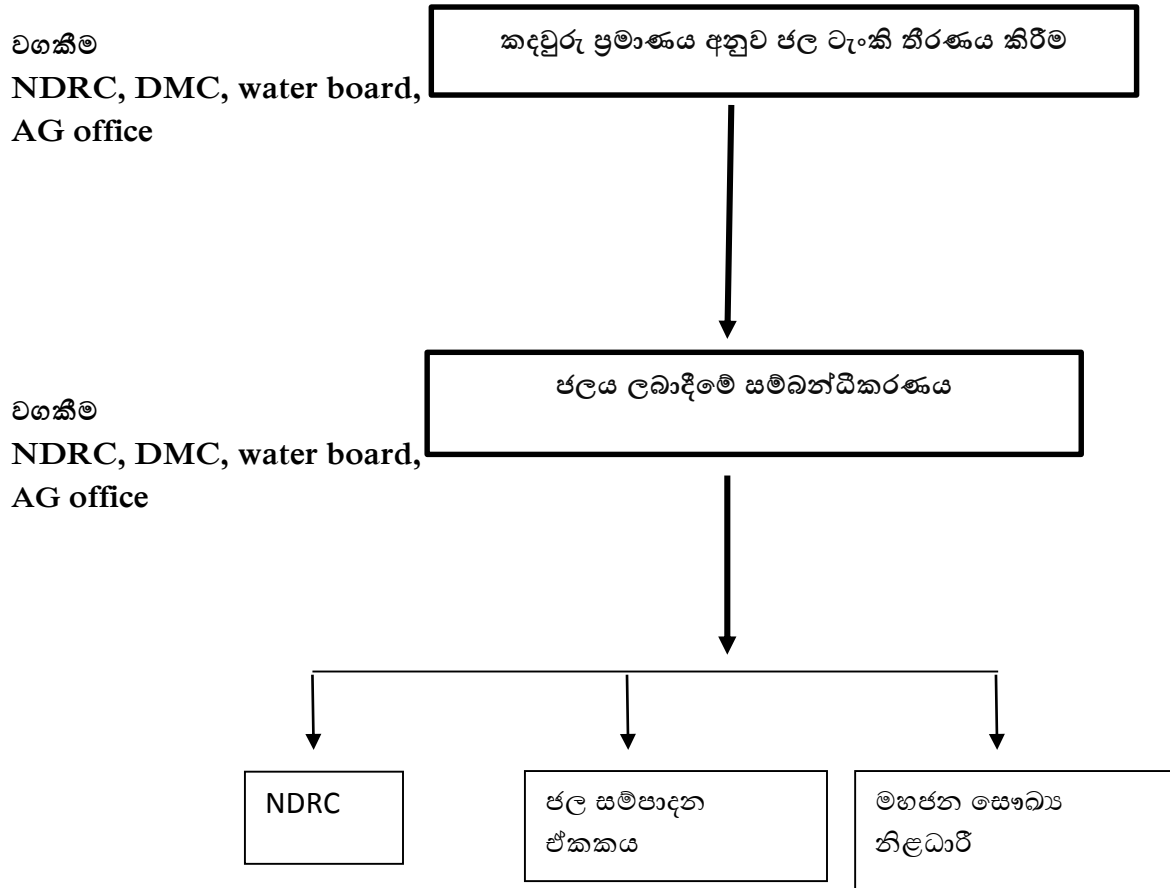 වගකීම
NDRC, DMC, water board,
AG office
කඳවුරු ප්‍රමාණය අනුව ජල ටැංකි තීරණය කිරීම
වගකීම
NDRC, DMC, water board,
AG office
ජලය ලබාදීමේ සම්බන්ධීකරණය
NDRC
ජල සම්පාදන
ඒකකය
මහජන සෞඛ්‍ය
නිළධාරී